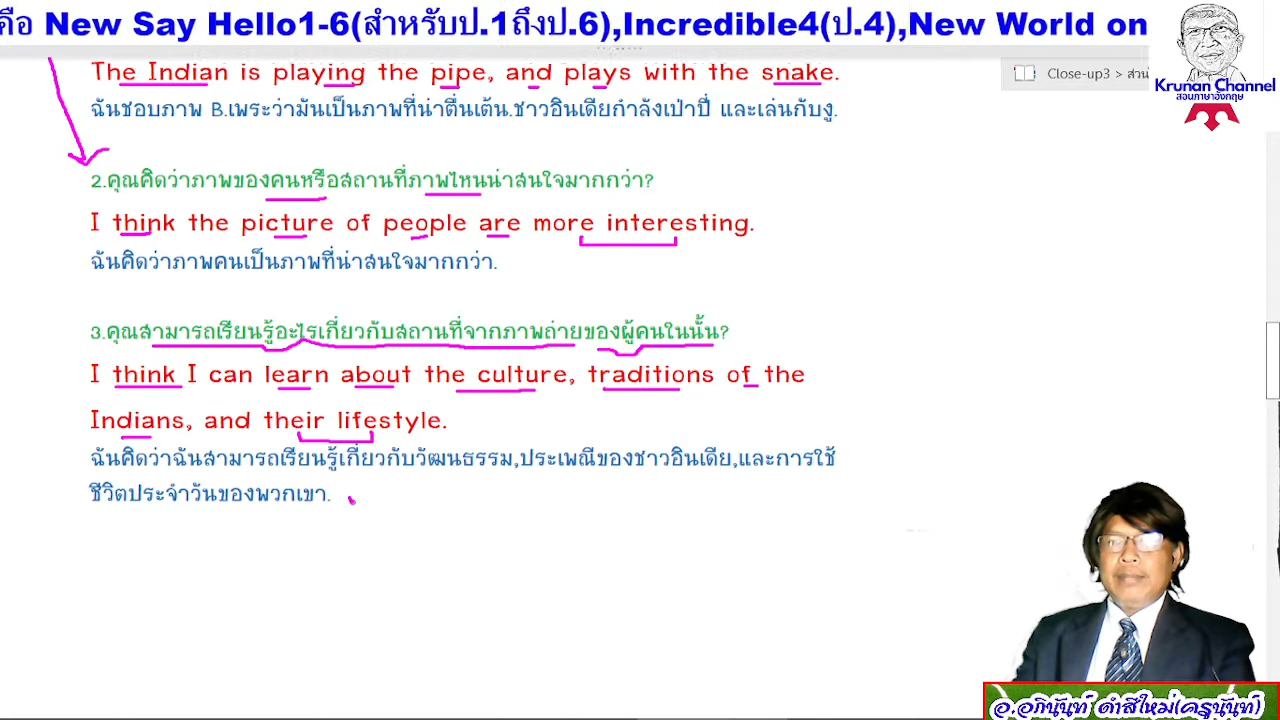 คือ New Say Hello1-6(สำหรับป.1ถึงป.6),Incredible4(ป.4),New World on
The Indian is playing the pipe, and plays with the snake.
Close-up3 > ส่วน
Krunan Channel
สอนภาษาอังกฤษ
ฉันชอบภาพ B.เพระว่ามันเป็นภาพที่น่าตื่นเต้น.ชาวอินเดียกำลังเป่าปี่ และเล่นกับงู.
2.คุณคิดว่าภาพของคนหรือสถานที่ภาพไหนน่าสนใจมากกว่า?
I think the picture of people are more interesting.
ฉันคิดว่าภาพคนเป็นภาพที่น่าสนใจมากกว่า.
3.คุณสามารถเรียนรู้อะไรเกี่ยวกับสถานที่จากภาพถ่ายของผู้คนในนั้น?
I think I can learn about the culture, traditions of the
Indians, and their lifestyle.
ฉันคิดว่าฉันสามารถเรียนรู้เกี่ยวกับวัฒนธรรม,ประเพณีของชาวอินเดีย,และการใช้
ชีวิตประจำวันของพวกเขา.
อ.อภินันท์ ดำสีใหม่(ครูนันท์)